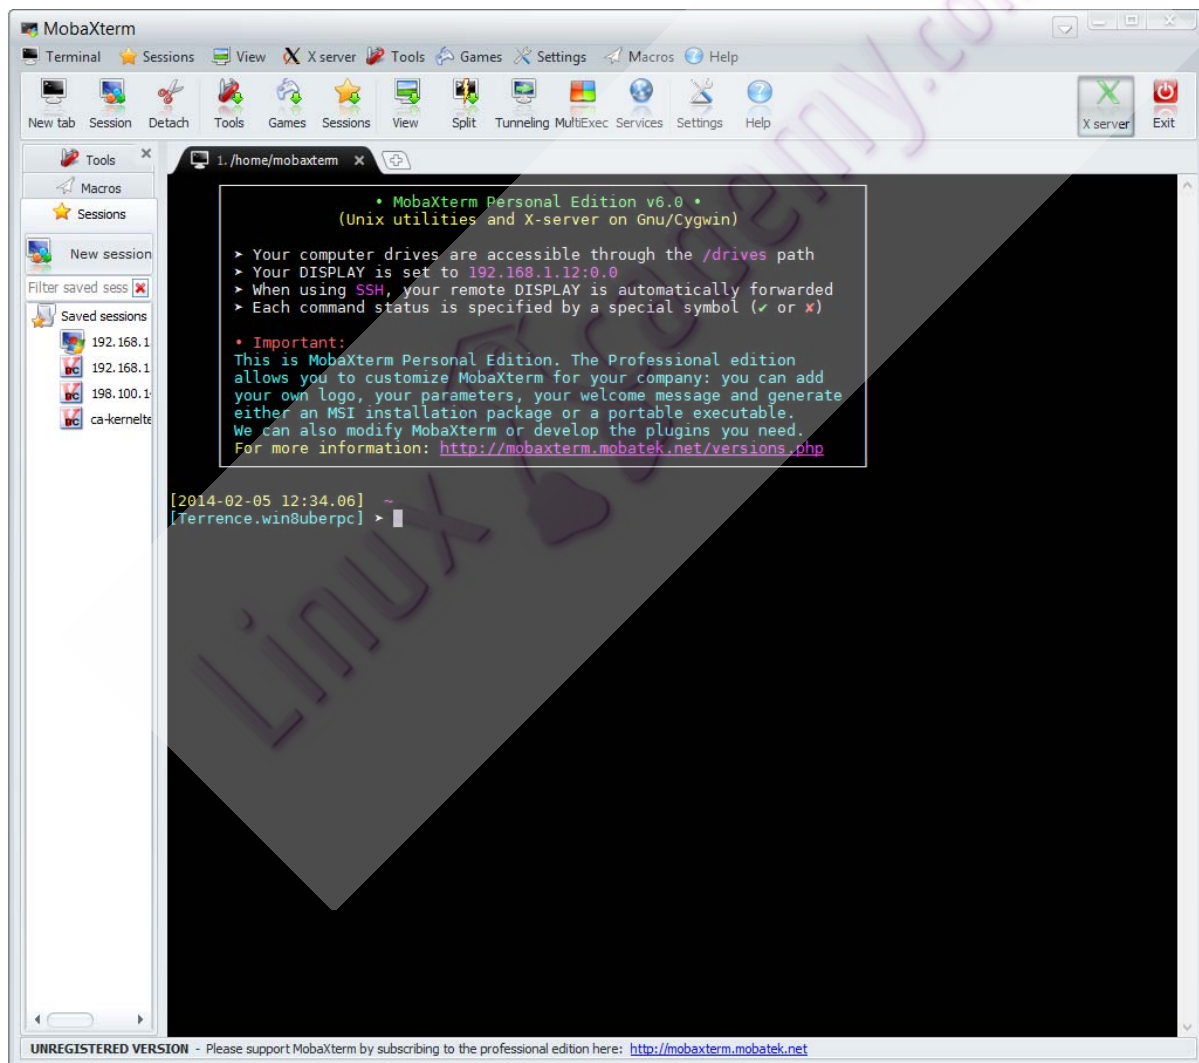 MobaXterm
Terminal Sessions View X server Tools Games Settings Macros Help
New tab Session Detach Tools Games Sessions View Split Tunneling MultiExec Services Settings Help X server Exit
Tools
Macros
Sessions
New session
Filter saved sess
Saved sessions
192.168.1
192.168.1
198.100.1
ca-kernelte
1. /home/mobaxterm
• MobaXterm Personal Edition v6.0 •
(Unix utilities and X-server on Gnu/Cygwin)
➤ Your computer drives are accessible through the /drives path
➤ Your DISPLAY is set to 192.168.1.12:0.0
➤ When using SSH, your remote DISPLAY is automatically forwarded
➤ Each command status is specified by a special symbol (✔ or ✘)
• Important:
This is MobaXterm Personal Edition. The Professional edition
allows you to customize MobaXterm for your company: you can add
your own logo, your parameters, your welcome message and generate
either an MSI installation package or a portable executable.
We can also modify MobaXterm or develop the plugins you need.
For more information: http://mobaxterm.mobatek.net/versions.php
[2014-02-05 12:34.06] ~
[Terrence.win8uberpc] ➤
UNREGISTERED VERSION - Please support MobaXterm by subscribing to the professional edition here: http://mobaxterm.mobatek.net
Linux Academy.com